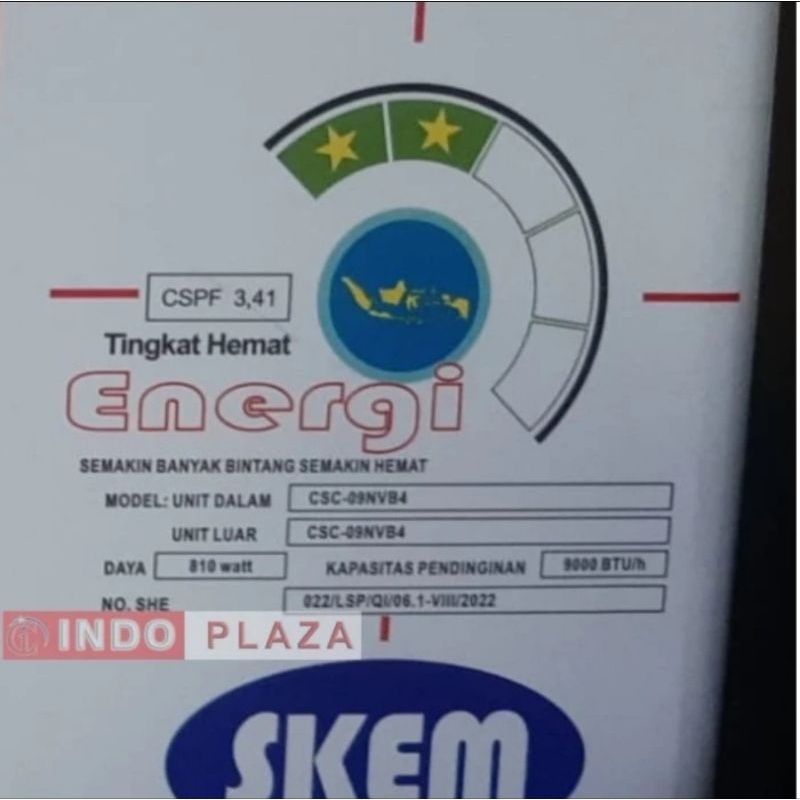 CSPF 3,41
Tingkat Hemat
Energi
SEMAKIN BANYAK BINTANG SEMAKIN HEMAT
MODEL: UNIT DALAM CSC-09NVB4
UNIT LUAR CSC-09NVB4
DAYA 810 watt KAPASITAS PENDINGINAN 9000 BTU/h
NO. SHE 022/LSP/QI/06.1-VIII/2022
INDO PLAZA
SKEM